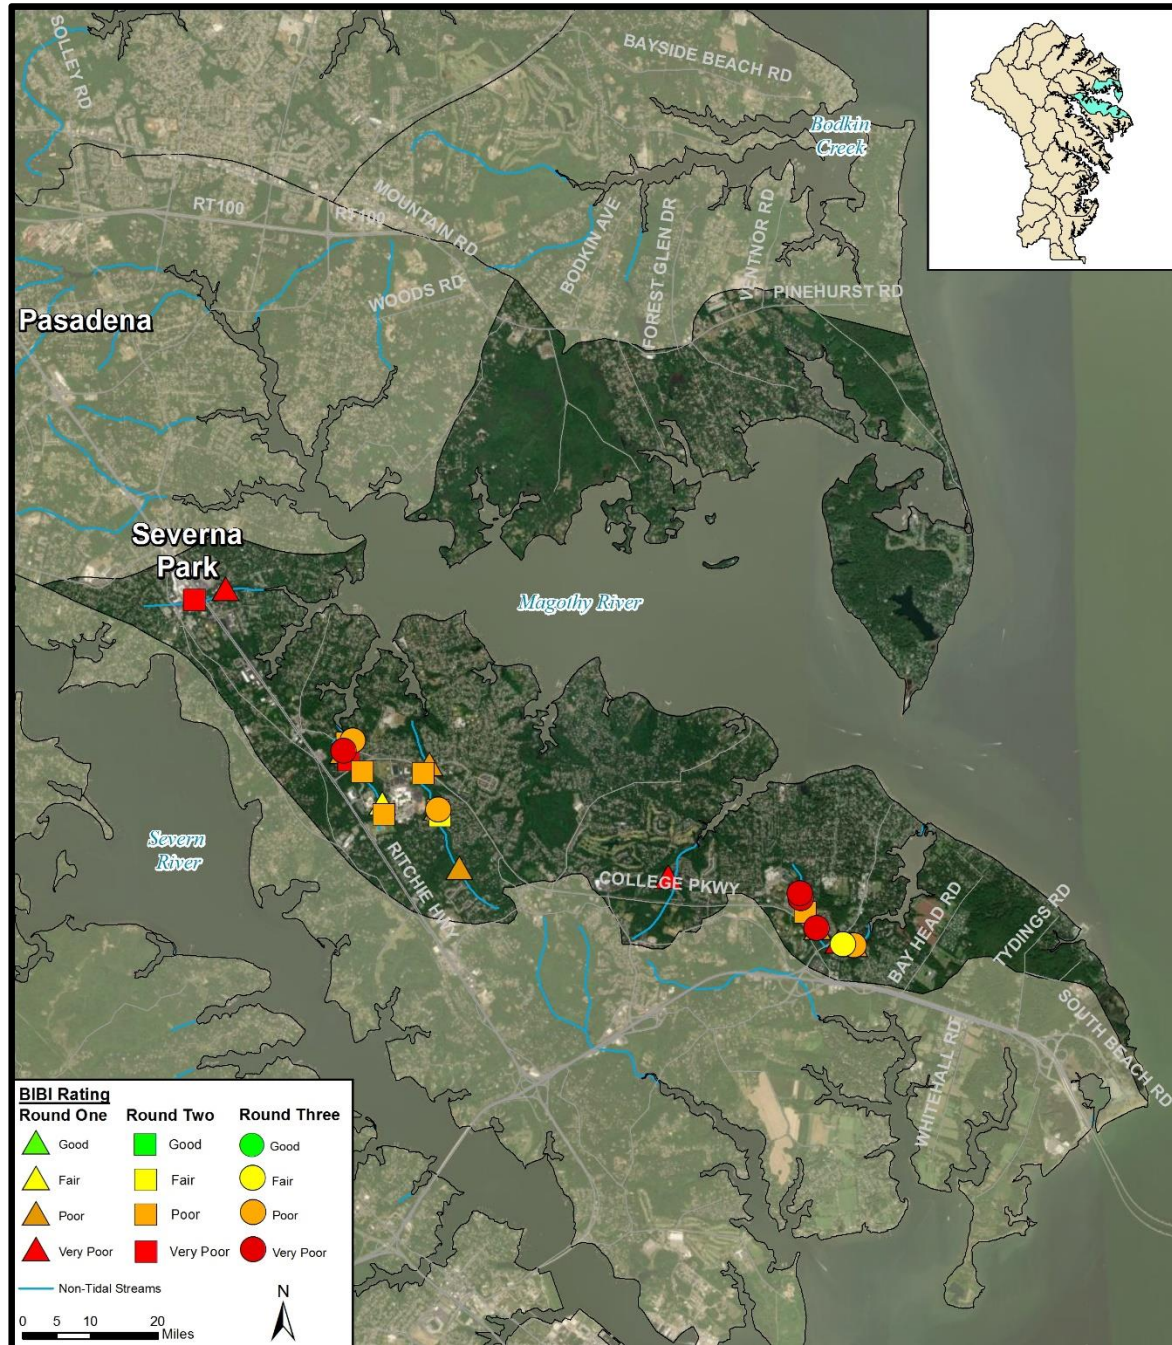 SOLLEY RD
BAYSIDE BEACH RD
Bodkin
Creek
RT100
RT100
MOUNTAIN RD
WOODS RD
BODKIN AVE
FOREST GLEN DR
VENTNOR RD
PINEHURST RD
Pasadena
Severna
Park
Magothy River
Severn
River
RITCHIE HWY
COLLEGE PKWY
BAY HEAD RD
TYDINGS RD
SOUTH BEACH RD
WHITEHALL RD
BIBI Rating
Round One Round Two Round Three
Good Good Good
Fair Fair Fair
Poor Poor Poor
Very Poor Very Poor Very Poor
Non-Tidal Streams
N
0 5 10 20
Miles